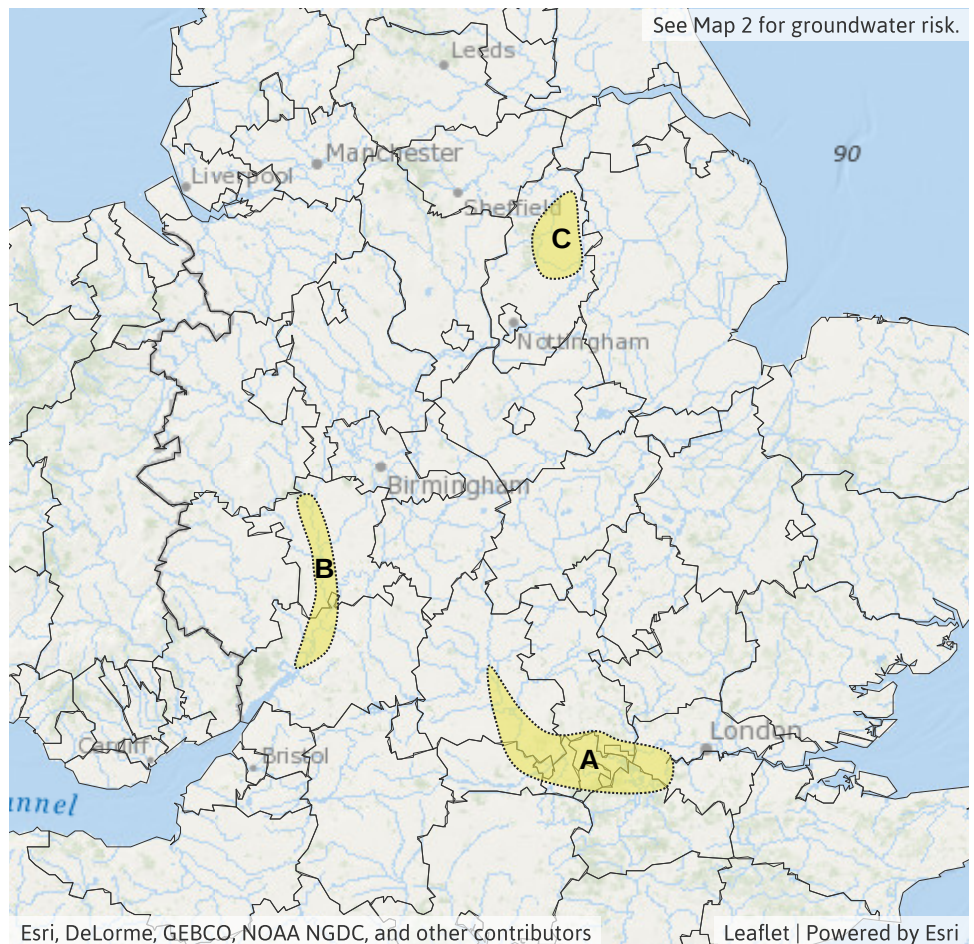 See Map 2 for groundwater risk.
Leeds
90
Manchester
Liverpool
Sheffield
C
Nottingham
Birmingham
B
London
A
Cardiff
Bristol
annel
Esri, DeLorme, GEBCO, NOAA NGDC, and other contributors
Leaflet | Powered by Esri